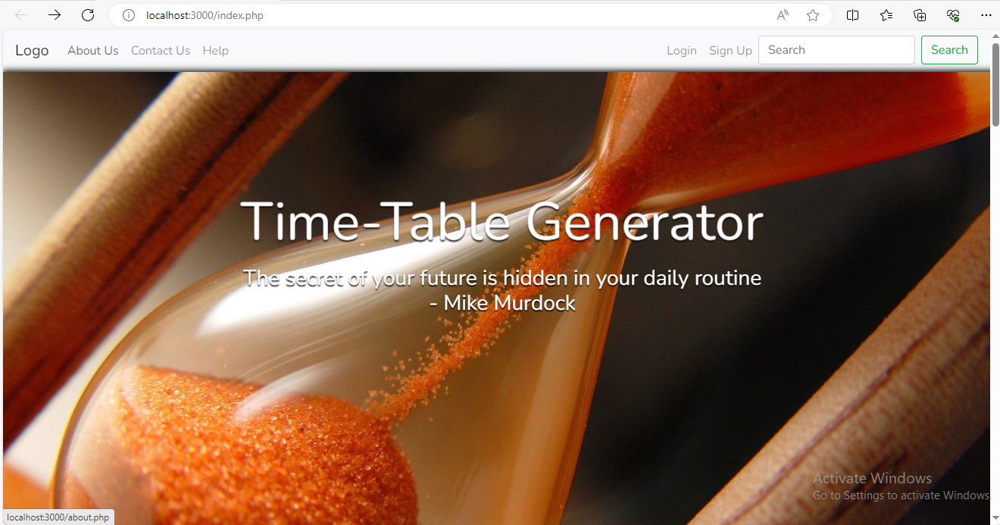 localhost:3000/index.php
Logo About Us Contact Us Help Login Sign Up Search Search
Time-Table Generator
The secret of your future is hidden in your daily routine
- Mike Murdock
Activate Windows
Go to Settings to activate Windows
localhost:3000/about.php